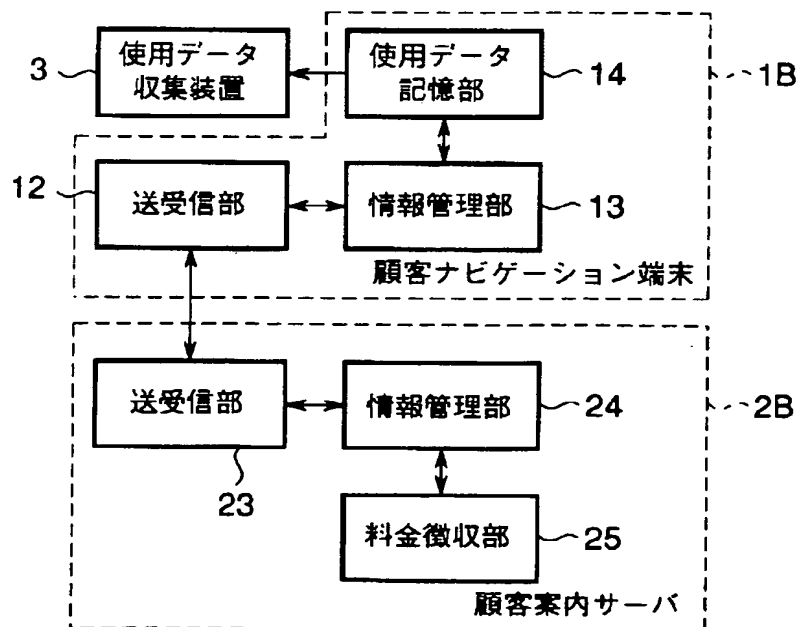 3
使用データ
収集装置
使用データ
記憶部
14
1B
12
送受信部
情報管理部
13
顧客ナビゲーション端末
送受信部
情報管理部
24
2B
23
料金徴収部
25
顧客案内サーバ